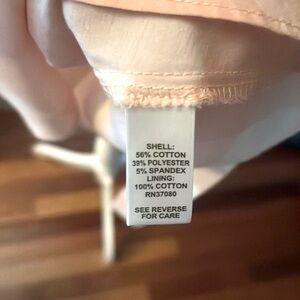 SHELL:
56% COTTON
39% POLYESTER
5% SPANDEX
LINING:
100% COTTON
RN37080
SEE REVERSE
FOR CARE